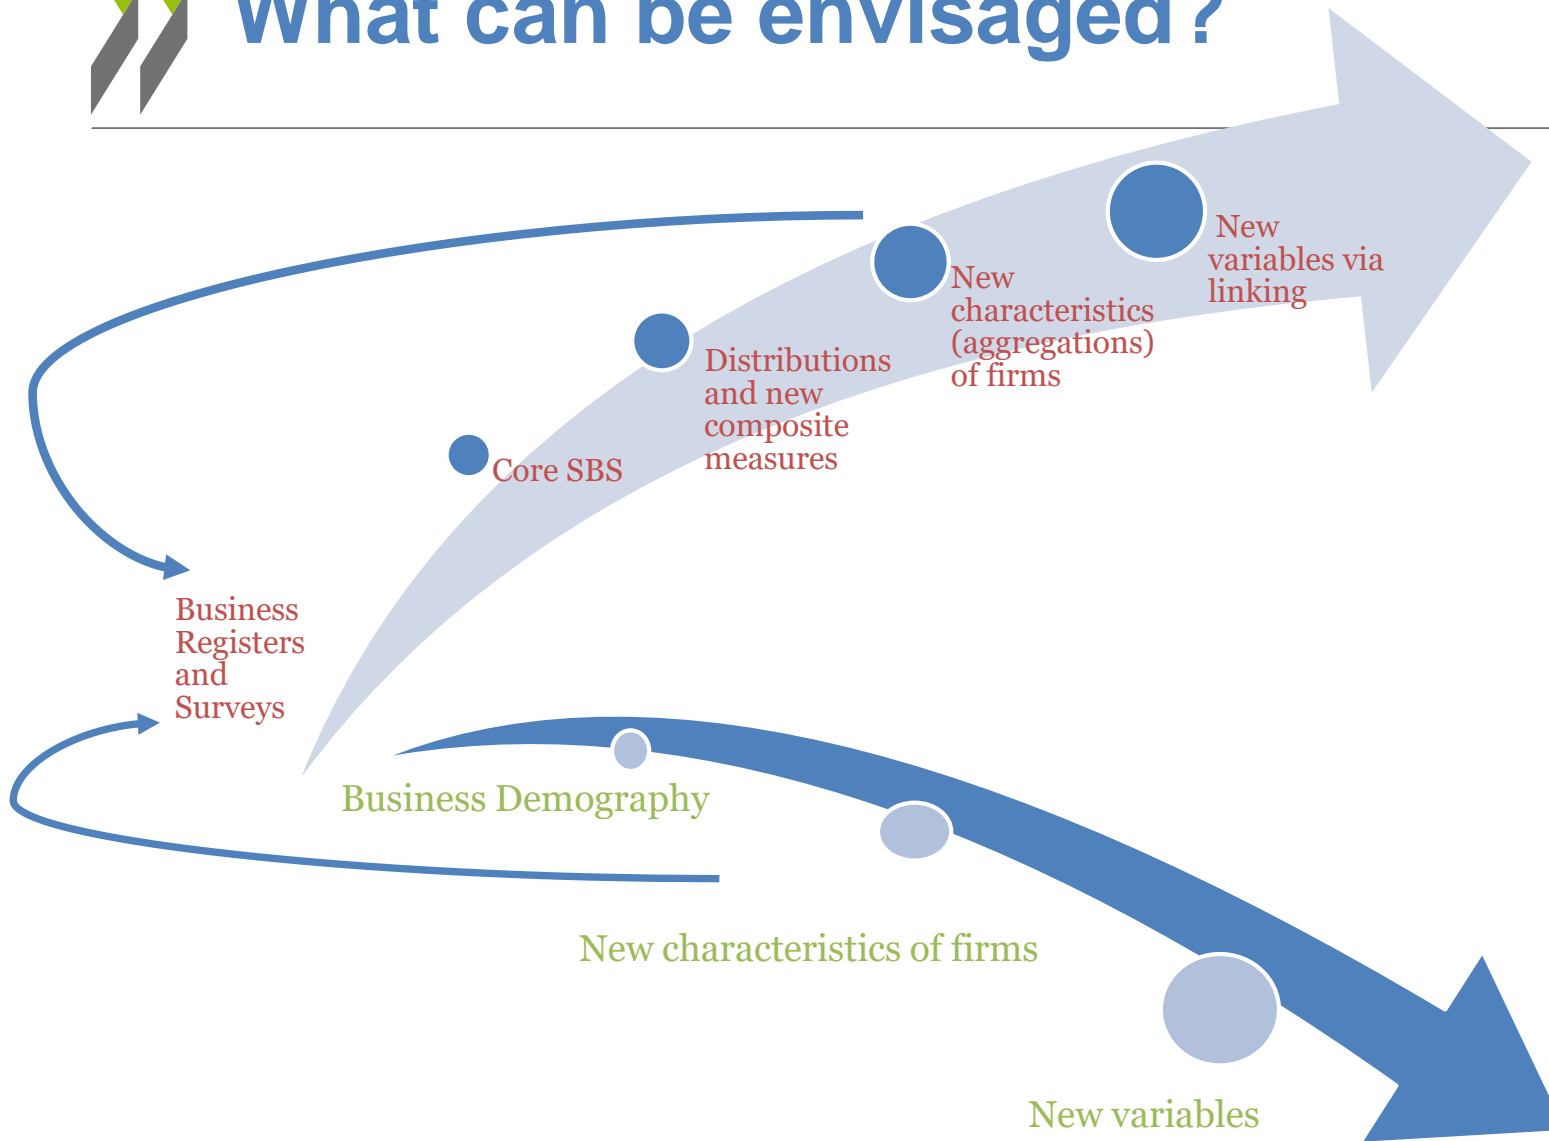 What can be envisaged?
New
variables via
linking
New
characteristics
(aggregations)
of firms
Distributions
and new
composite
measures
Core SBS
Business
Registers
and
Surveys
Business Demography
New characteristics of firms
New variables